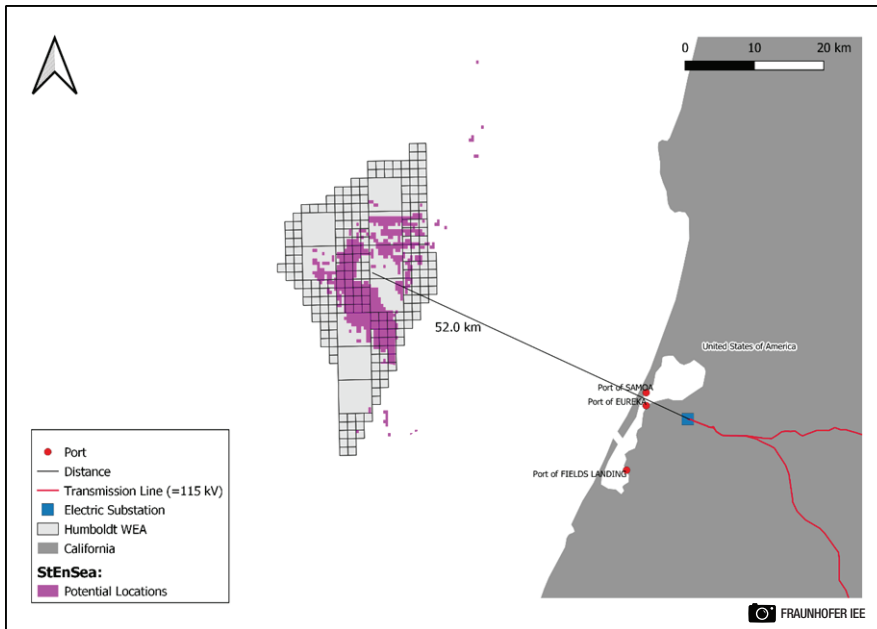 0 10 20 km
52.0 km
United States of America
Port of SAMOA
Port of EUREKA
Port of FIELDS LANDING
Port
Distance
Transmission Line (=115 kV)
Electric Substation
Humboldt WEA
California
StEnSea:
Potential Locations
FRAUNHOFER IEE